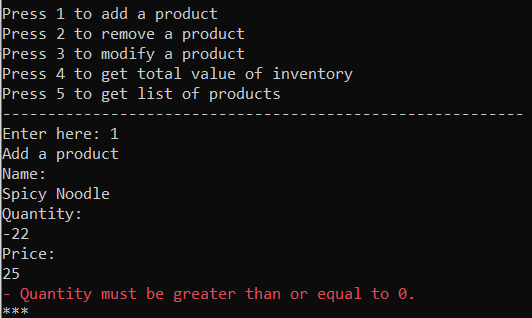 Press 1 to add a product
Press 2 to remove a product
Press 3 to modify a product
Press 4 to get total value of inventory
Press 5 to get list of products
----------------------------------------------------------
Enter here: 1
Add a product
Name:
Spicy Noodle
Quantity:
-22
Price:
25
- Quantity must be greater than or equal to 0.
***